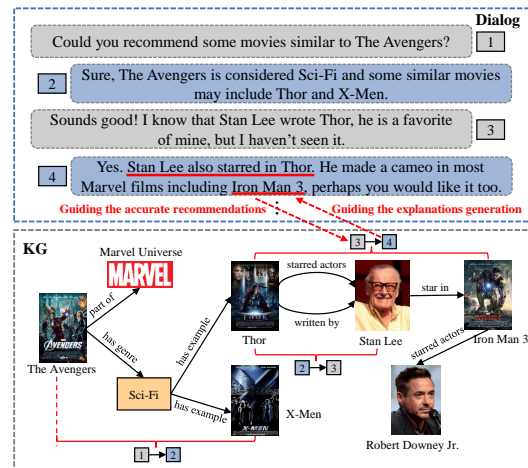 Dialog
Could you recommend some movies similar to The Avengers?
1
2
Sure, The Avengers is considered Sci-Fi and some similar movies
may include Thor and X-Men.
Sounds good! I know that Stan Lee wrote Thor, he is a favorite
of mine, but I haven't seen it.
3
4
Yes. Stan Lee also starred in Thor. He made a cameo in most
Marvel films including Iron Man 3, perhaps you would like it too.
Guiding the accurate recommendations
Guiding the explanations generation
3
4
KG
Marvel Universe
MARVEL
part of
AVENGERS
The Avengers
has genre
Sci-Fi
has example
has example
THOR
Thor
starred actors
written by
Stan Lee
star in
Iron Man 3
starred actors
2
3
X-MEN
X-Men
Robert Downey Jr.
1
2